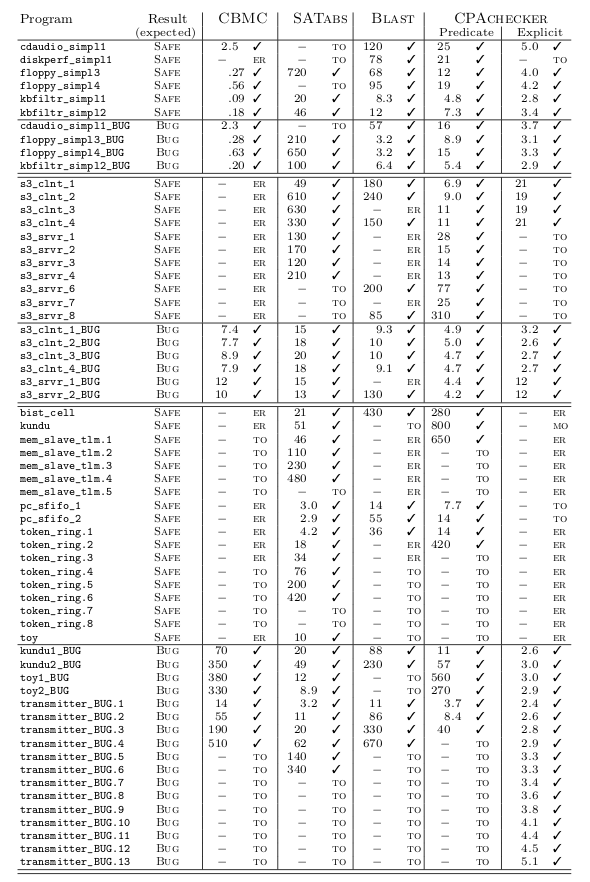 Program Result CBMC SATABS BLAST CPACHECKER
(expected) Predicate Explicit
cdaudio_simpl1 SAFE 2.5 ✓ – TO 120 ✓ 25 ✓ 5.0 ✓
diskperf_simpl1 SAFE – ER – TO 78 ✓ 21 ✓ – TO
floppy_simpl3 SAFE .27 ✓ 720 ✓ 68 ✓ 12 ✓ 4.0 ✓
floppy_simpl4 SAFE .56 ✓ – TO 95 ✓ 19 ✓ 4.2 ✓
kbfiltr_simpl1 SAFE .09 ✓ 20 ✓ 8.3 ✓ 4.8 ✓ 2.8 ✓
kbfiltr_simpl2 SAFE .18 ✓ 46 ✓ 12 ✓ 7.3 ✓ 3.4 ✓
cdaudio_simpl1_BUG BUG 2.3 ✓ – TO 57 ✓ 16 ✓ 3.7 ✓
floppy_simpl3_BUG BUG .28 ✓ 210 ✓ 3.2 ✓ 8.9 ✓ 3.1 ✓
floppy_simpl4_BUG BUG .63 ✓ 650 ✓ 3.2 ✓ 15 ✓ 3.3 ✓
kbfiltr_simpl2_BUG BUG .20 ✓ 100 ✓ 6.4 ✓ 5.4 ✓ 2.9 ✓
s3_clnt_1 SAFE – ER 49 ✓ 180 ✓ 6.9 ✓ 21 ✓
s3_clnt_2 SAFE – ER 610 ✓ 240 ✓ 9.0 ✓ 19 ✓
s3_clnt_3 SAFE – ER 630 ✓ – ER 11 ✓ 19 ✓
s3_clnt_4 SAFE – ER 330 ✓ 150 ✓ 11 ✓ 21 ✓
s3_srvr_1 SAFE – ER 130 ✓ – ER 28 ✓ – TO
s3_srvr_2 SAFE – ER 170 ✓ – ER 15 ✓ – TO
s3_srvr_3 SAFE – ER 120 ✓ – ER 14 ✓ – TO
s3_srvr_4 SAFE – ER 210 ✓ – ER 13 ✓ – TO
s3_srvr_6 SAFE – ER – TO 200 ✓ 77 ✓ – TO
s3_srvr_7 SAFE – ER – TO – ER 25 ✓ – TO
s3_srvr_8 SAFE – ER – TO 85 ✓ 310 ✓ – TO
s3_clnt_1_BUG BUG 7.4 ✓ 15 ✓ 9.3 ✓ 4.9 ✓ 3.2 ✓
s3_clnt_2_BUG BUG 7.7 ✓ 18 ✓ 10 ✓ 5.0 ✓ 2.6 ✓
s3_clnt_3_BUG BUG 8.9 ✓ 20 ✓ 10 ✓ 4.7 ✓ 2.7 ✓
s3_clnt_4_BUG BUG 7.9 ✓ 18 ✓ 9.1 ✓ 4.7 ✓ 2.7 ✓
s3_srvr_1_BUG BUG 12 ✓ 15 ✓ – ER 4.4 ✓ 12 ✓
s3_srvr_2_BUG BUG 10 ✓ 13 ✓ 130 ✓ 4.2 ✓ 12 ✓
bist_cell SAFE – ER 21 ✓ 430 ✓ 280 ✓ – ER
kundu SAFE – ER 51 ✓ – TO 800 ✓ – MO
mem_slave_tlm.1 SAFE – TO 46 ✓ – ER 650 ✓ – ER
mem_slave_tlm.2 SAFE – TO 110 ✓ – ER – TO – ER
mem_slave_tlm.3 SAFE – TO 230 ✓ – ER – TO – ER
mem_slave_tlm.4 SAFE – TO 480 ✓ – ER – TO – ER
mem_slave_tlm.5 SAFE – TO – TO – ER – TO – ER
pc_sfifo_1 SAFE – ER 3.0 ✓ 14 ✓ 7.7 ✓ – TO
pc_sfifo_2 SAFE – ER 2.9 ✓ 55 ✓ 14 ✓ – TO
token_ring.1 SAFE – ER 4.2 ✓ 36 ✓ 14 ✓ – ER
token_ring.2 SAFE – ER 18 ✓ – ER 420 ✓ – ER
token_ring.3 SAFE – ER 34 ✓ – ER – TO – ER
token_ring.4 SAFE – TO 76 ✓ – TO – TO – ER
token_ring.5 SAFE – TO 200 ✓ – TO – TO – ER
token_ring.6 SAFE – TO 420 ✓ – TO – TO – ER
token_ring.7 SAFE – TO – TO – TO – TO – ER
token_ring.8 SAFE – TO – TO – TO – TO – ER
toy SAFE – ER 10 ✓ – TO – TO – ER
kundu1_BUG BUG 70 ✓ 20 ✓ 88 ✓ 11 ✓ 2.6 ✓
kundu2_BUG BUG 350 ✓ 49 ✓ 230 ✓ 57 ✓ 3.0 ✓
toy1_BUG BUG 380 ✓ 12 ✓ – TO 560 ✓ 3.0 ✓
toy2_BUG BUG 330 ✓ 8.9 ✓ – TO 270 ✓ 2.9 ✓
transmitter_BUG.1 BUG 14 ✓ 3.2 ✓ 11 ✓ 3.7 ✓ 2.4 ✓
transmitter_BUG.2 BUG 55 ✓ 11 ✓ 86 ✓ 8.4 ✓ 2.6 ✓
transmitter_BUG.3 BUG 190 ✓ 20 ✓ 330 ✓ 40 ✓ 2.8 ✓
transmitter_BUG.4 BUG 510 ✓ 62 ✓ 670 ✓ – TO 2.9 ✓
transmitter_BUG.5 BUG – TO 140 ✓ – TO – TO 3.3 ✓
transmitter_BUG.6 BUG – TO 340 ✓ – TO – TO 3.3 ✓
transmitter_BUG.7 BUG – TO – TO – TO – TO 3.4 ✓
transmitter_BUG.8 BUG – TO – TO – TO – TO 3.6 ✓
transmitter_BUG.9 BUG – TO – TO – TO – TO 3.8 ✓
transmitter_BUG.10 BUG – TO – TO – TO – TO 4.1 ✓
transmitter_BUG.11 BUG – TO – TO – TO – TO 4.4 ✓
transmitter_BUG.12 BUG – TO – TO – TO – TO 4.5 ✓
transmitter_BUG.13 BUG – TO – TO – TO – TO 5.1 ✓